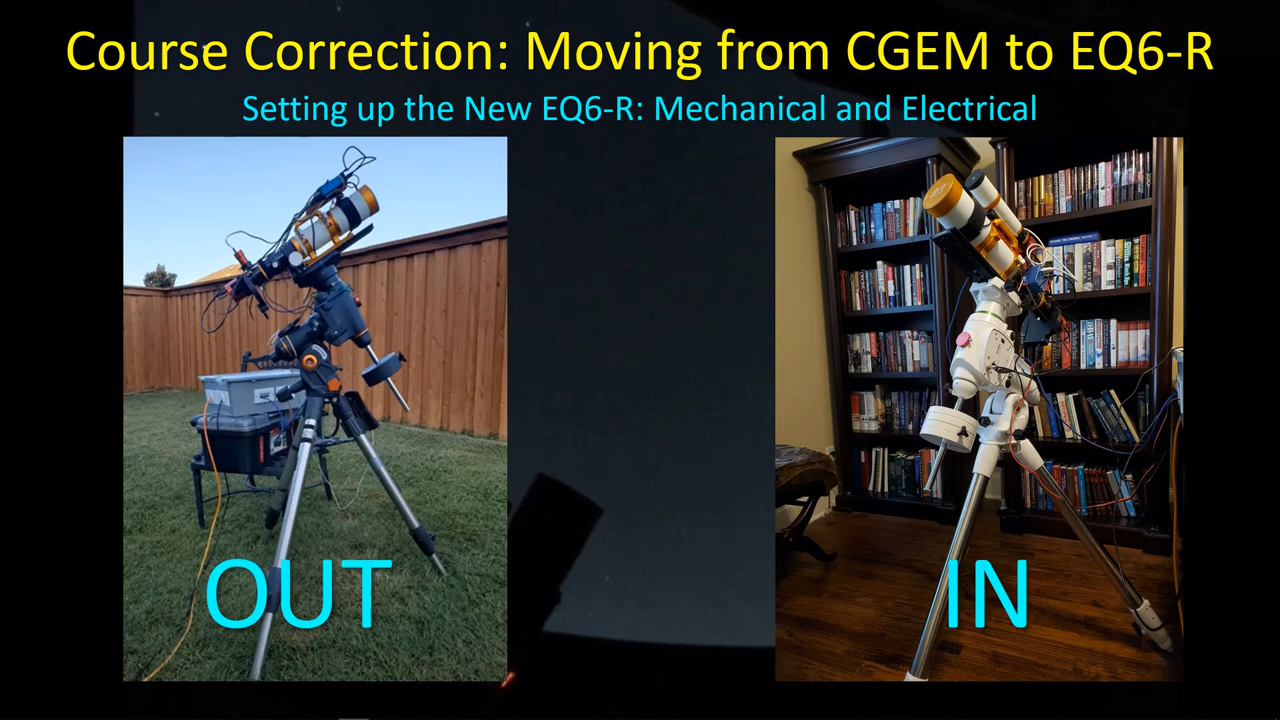 Course Correction: Moving from CGEM to EQ6-R
Setting up the New EQ6-R: Mechanical and Electrical
OUT
IN